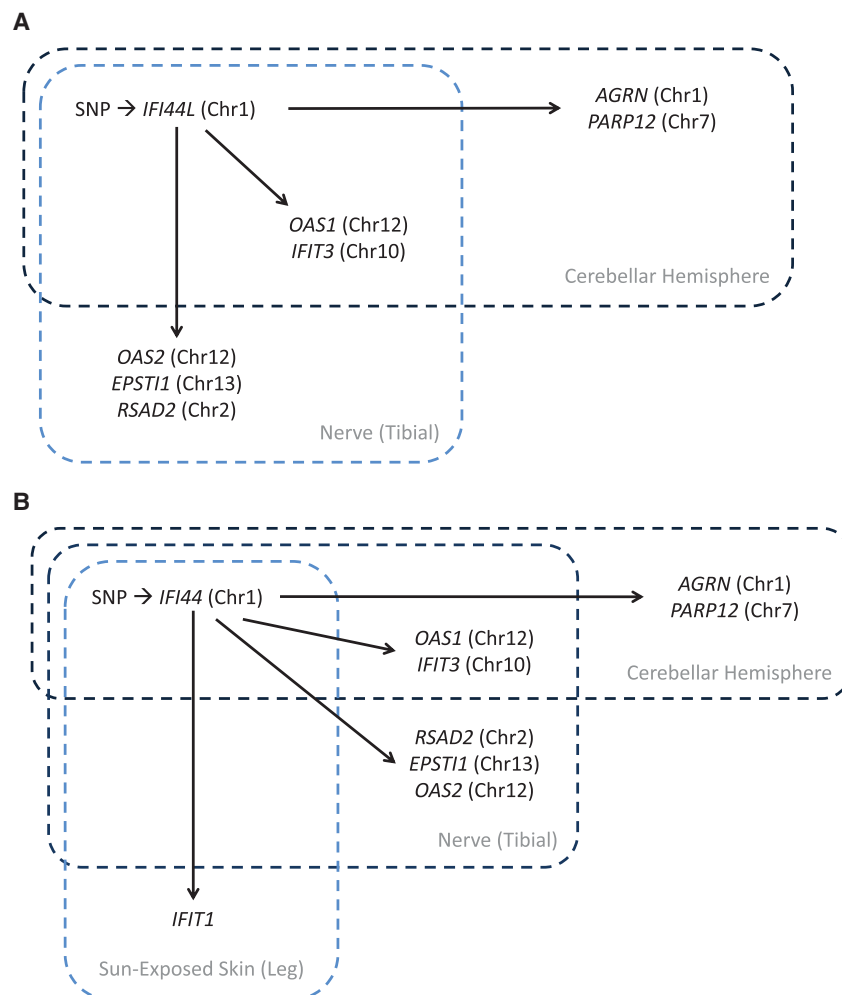 A
SNP → IFI44L (Chr1)
AGRN (Chr1)
PARP12 (Chr7)
OAS1 (Chr12)
IFIT3 (Chr10)
Cerebellar Hemisphere
OAS2 (Chr12)
EPSTI1 (Chr13)
RSAD2 (Chr2)
Nerve (Tibial)
B
SNP → IFI44 (Chr1)
AGRN (Chr1)
PARP12 (Chr7)
OAS1 (Chr12)
IFIT3 (Chr10)
Cerebellar Hemisphere
RSAD2 (Chr2)
EPSTI1 (Chr13)
OAS2 (Chr12)
Nerve (Tibial)
IFIT1
Sun-Exposed Skin (Leg)